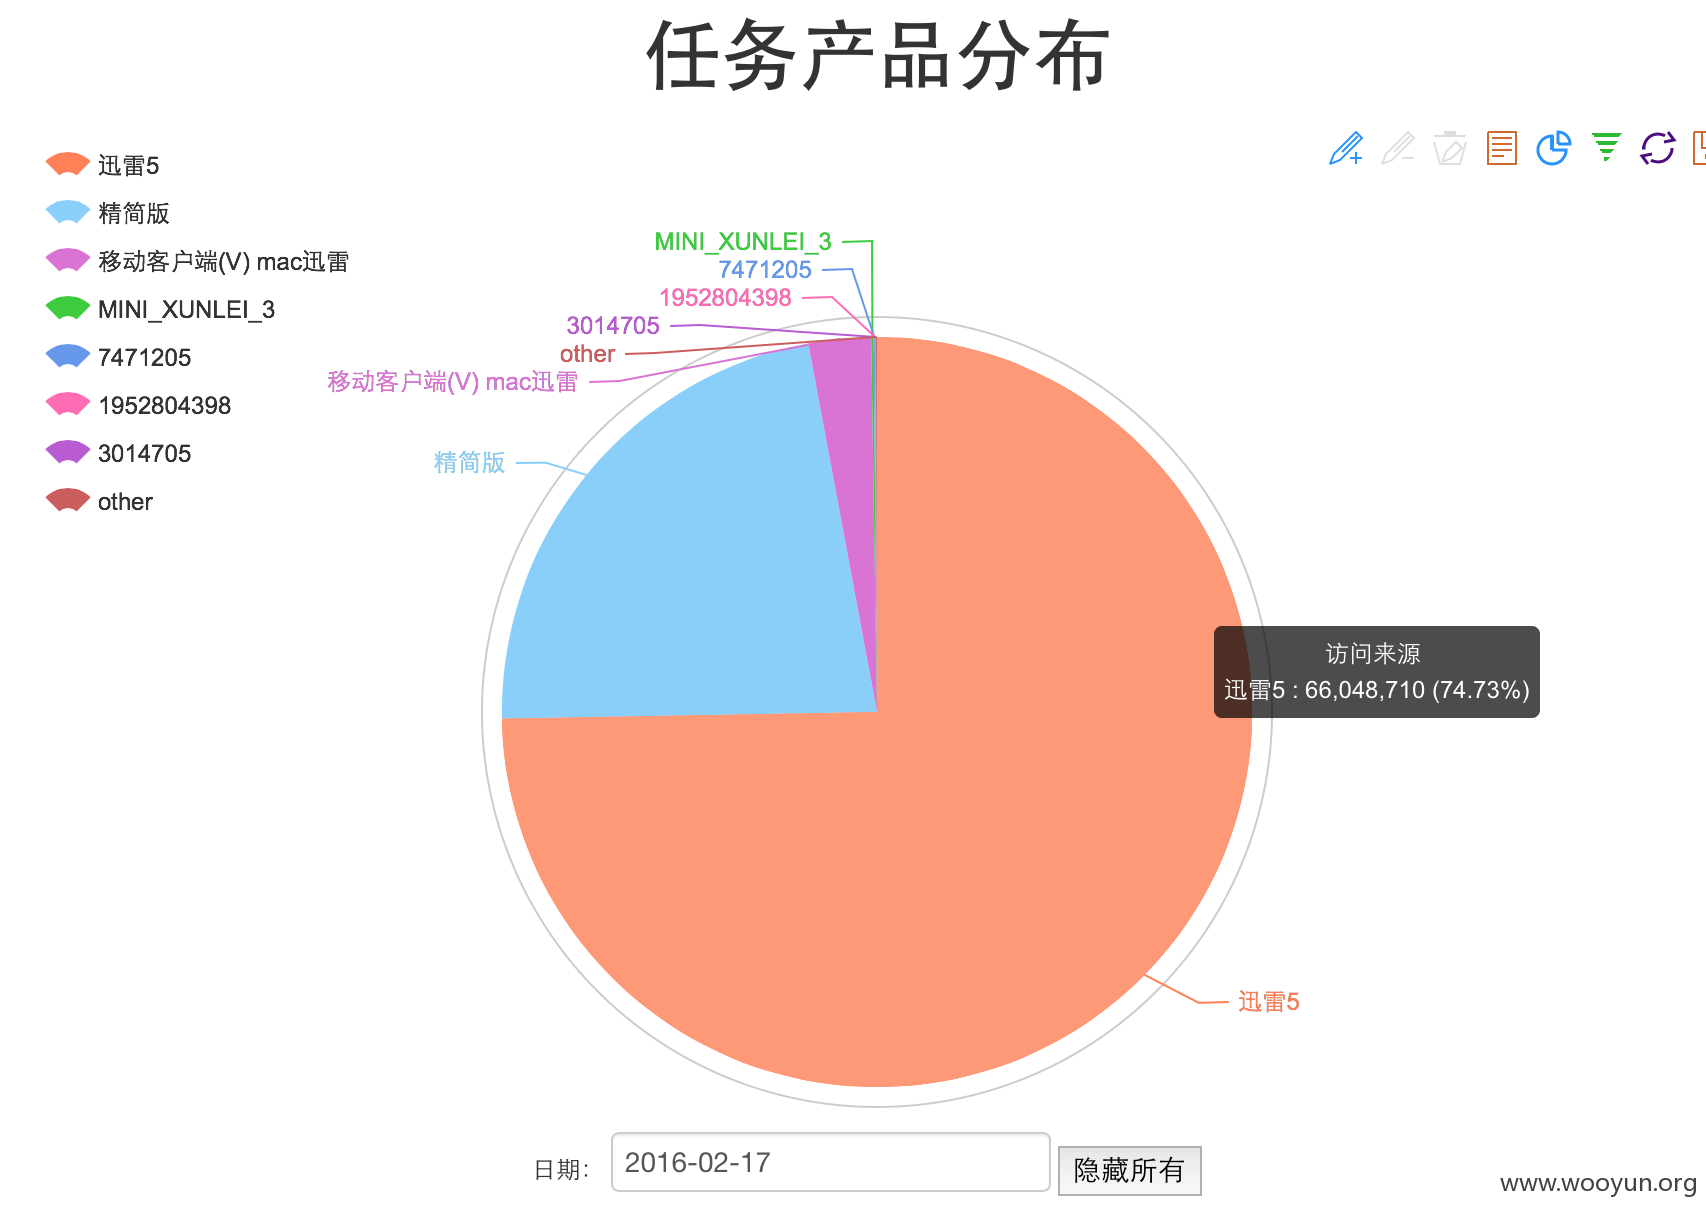 任务产品分布
迅雷5
精简版
移动客户端(V) mac迅雷
MINI_XUNLEI_3
7471205
1952804398
3014705
other
MINI_XUNLEI_3
7471205
1952804398
3014705
other
移动客户端(V) mac迅雷
精简版
访问来源
迅雷5 : 66,048,710 (74.73%)
迅雷5
日期: 2016-02-17 隐藏所有
www.wooyun.org